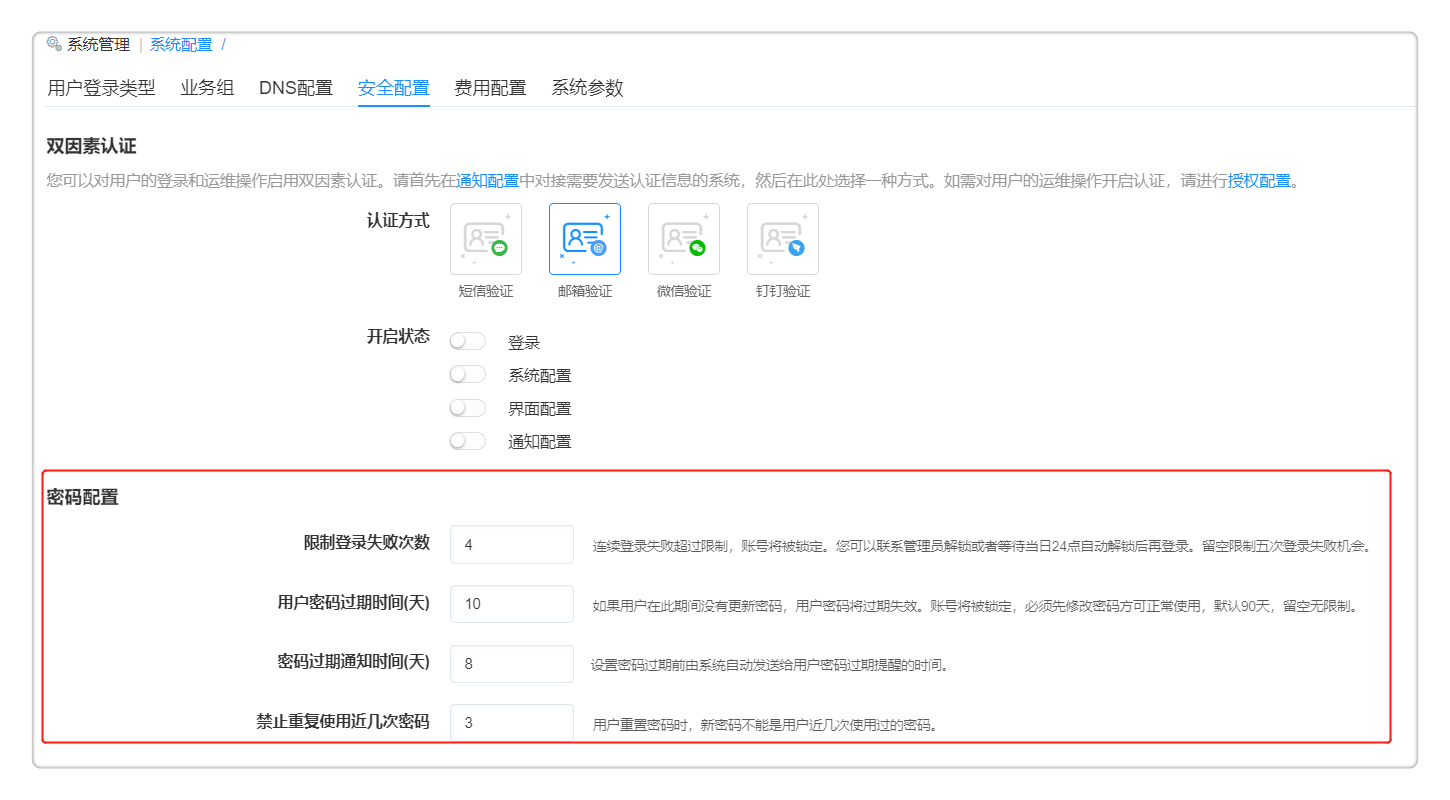 系统管理 | 系统配置 /
用户登录类型 业务组 DNS配置 安全配置 费用配置 系统参数
双因素认证
您可以对用户的登录和运维操作启用双因素认证。请首先在通知配置中对接需要发送认证信息的系统，然后在此处选择一种方式。如需对用户的运维操作开启认证，请进行授权配置。
认证方式
短信验证 邮箱验证 微信验证 钉钉验证
开启状态 登录
系统配置
界面配置
通知配置
密码配置
限制登录失败次数 4 连续登录失败超过限制，账号将被锁定。您可以联系管理员解锁或者等待当日24点自动解锁后再登录。留空限制五次登录失败机会。
用户密码过期时间(天) 10 如果用户在此期间没有更新密码，用户密码将过期失效。账号将被锁定，必须先修改密码方可正常使用，默认90天，留空无限制。
密码过期通知时间(天) 8 设置密码过期前由系统自动发送给用户密码过期提醒的时间。
禁止重复使用近几次密码 3 用户重置密码时，新密码不能是用户近几次使用过的密码。